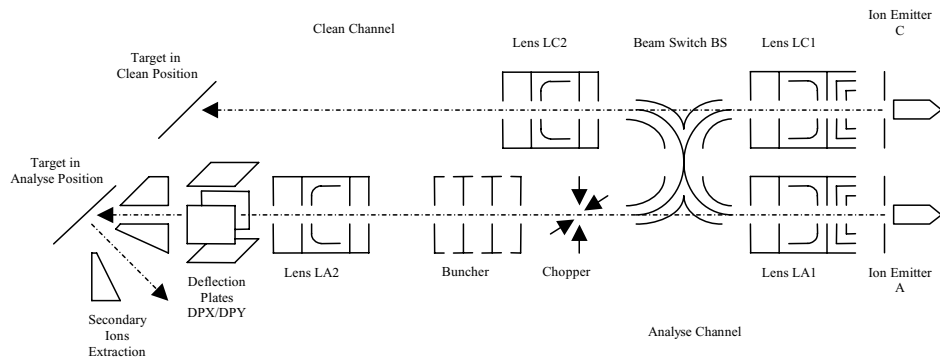 Clean Channel
Ion Emitter
C
Lens LC2
Beam Switch BS
Lens LC1
Target in
Clean Position
Target in
Analyse Position
Lens LA2
Buncher
Chopper
Lens LA1
Ion Emitter
A
Deflection
Plates
DPX/DPY
Secondary
Ions
Extraction
Analyse Channel